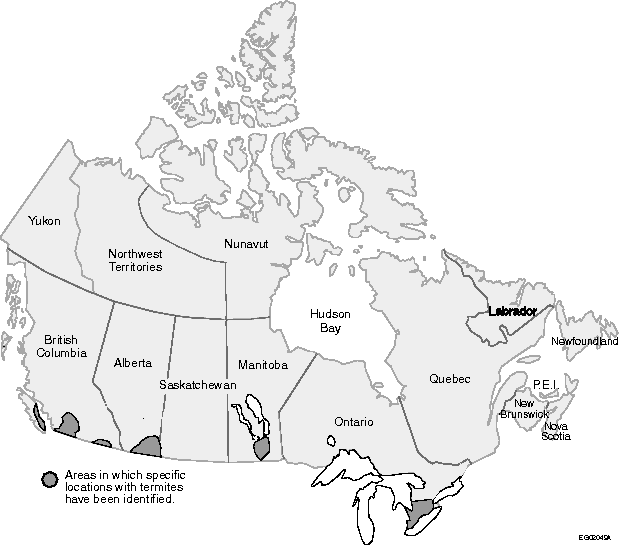 Yukon
Northwest
Territories
Nunavut
Hudson
Bay
Labrador
British
Columbia
Alberta
Saskatchewan
Manitoba
Ontario
Quebec
Newfoundland
P.E.I.
New
Brunswick
Nova
Scotia
Areas in which specific
locations with termites
have been identified.
EG02049A